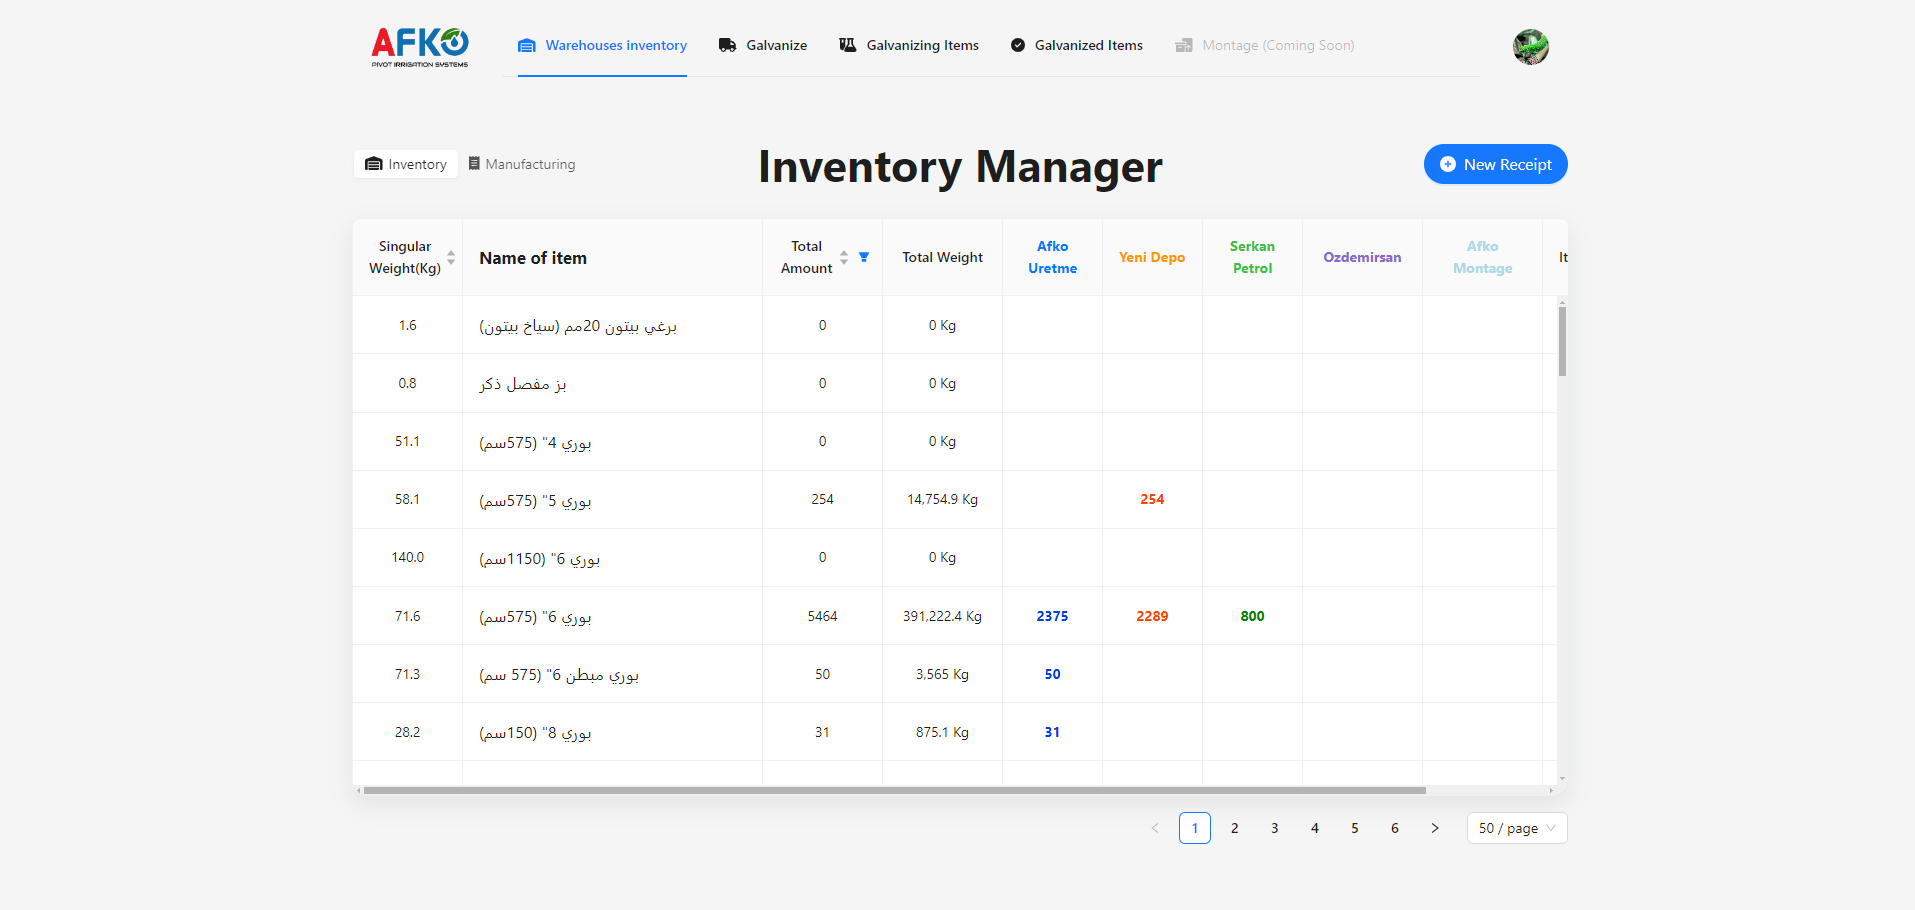 AFKO
PIVOT IRRIGATION SYSTEMS
Warehouses inventory
Galvanize
Galvanizing Items
Galvanized Items
Montage (Coming Soon)
Inventory
Manufacturing
Inventory Manager
New Receipt
Singular Weight(Kg)
Name of item
Total Amount
Total Weight
Afko Uretme
Yeni Depo
Serkan Petrol
Ozdemirsan
Afko Montage
It
1.6 برغي بيتون 20مم (سياخ بيتون) 0 0 Kg
0.8 بز مفصل ذكر 0 0 Kg
51.1 بوري 4" (575سم) 0 0 Kg
58.1 بوري 5" (575سم) 254 14,754.9 Kg 254
140.0 بوري 6" (1150سم) 0 0 Kg
71.6 بوري 6" (575سم) 5464 391,222.4 Kg 2375 2289 800
71.3 بوري مبطن 6" (575 سم) 50 3,565 Kg 50
28.2 بوري 8" (150سم) 31 875.1 Kg 31
1 2 3 4 5 6 50 / page